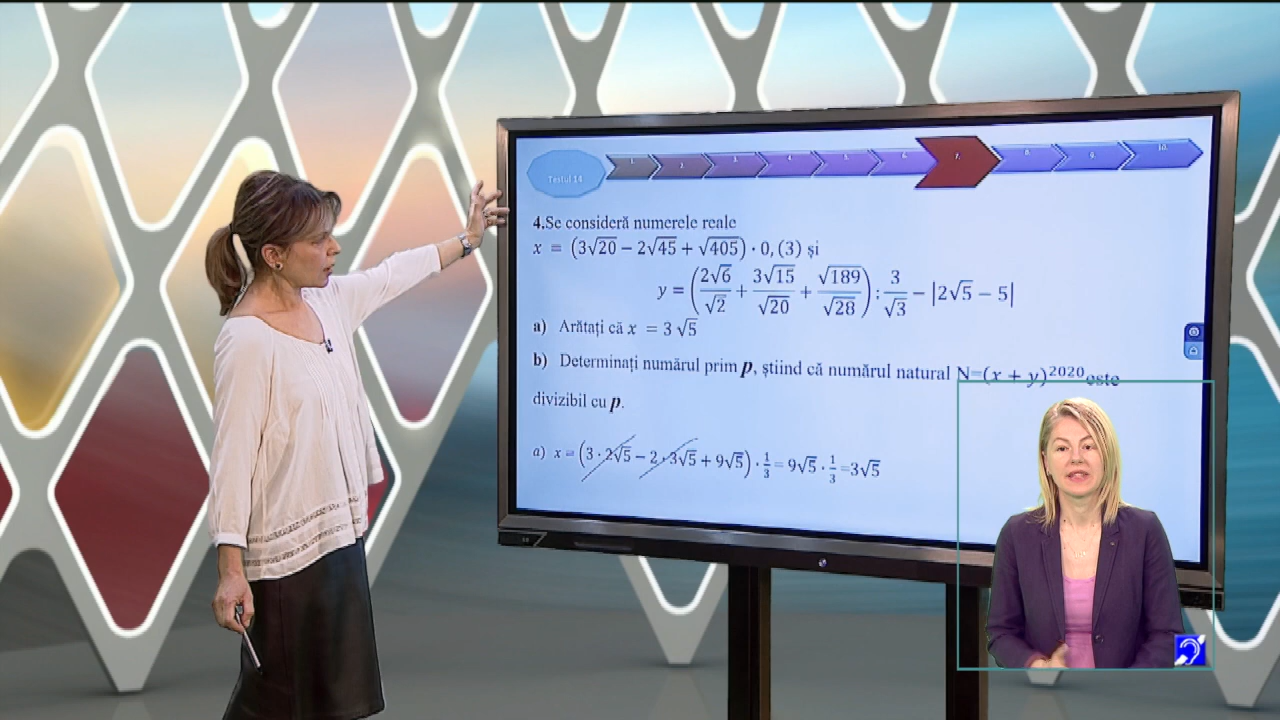 Testul 14
1. 2. 3. 4. 5. 6. 7. 8. 9. 10.
4.Se consideră numerele reale
x = (3√20 − 2√45 + √405) · 0, (3) și
y = (2√6/√2 + 3√15/√20 + √189/√28) : 3/√3 − |2√5 − 5|
a) Arătați că x = 3 √5
b) Determinați numărul prim p, știind că numărul natural N=(x + y)²⁰²⁰ este
divizibil cu p.
a) x = (3 · 2√5 − 2 · 3√5 + 9√5) · 1/3 = 9√5 · 1/3 =3√5